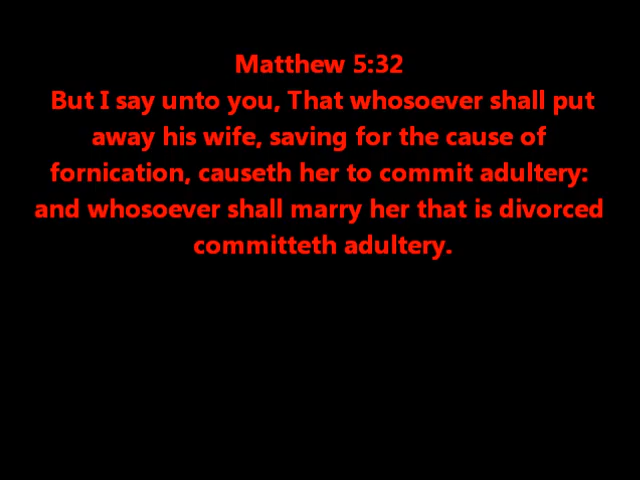 Matthew 5:32
But I say unto you, That whosoever shall put
away his wife, saving for the cause of
fornication, causeth her to commit adultery:
and whosoever shall marry her that is divorced
committeth adultery.